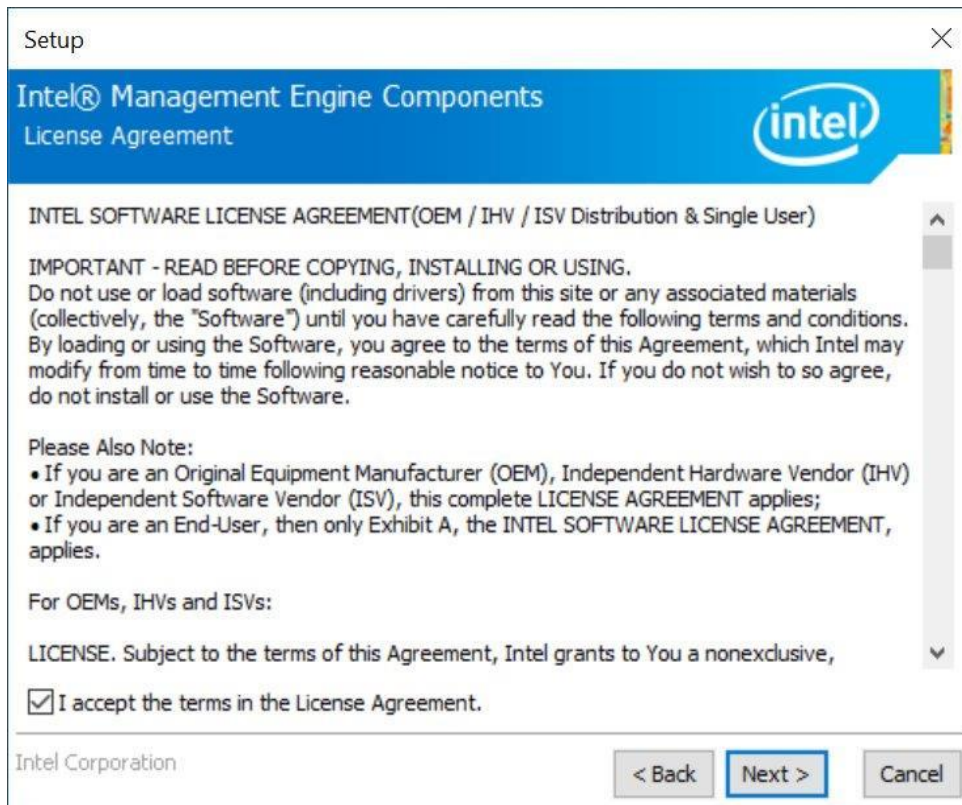 Setup
Intel® Management Engine Components
License Agreement
intel
INTEL SOFTWARE LICENSE AGREEMENT(OEM / IHV / ISV Distribution & Single User)
IMPORTANT - READ BEFORE COPYING, INSTALLING OR USING.
Do not use or load software (including drivers) from this site or any associated materials
(collectively, the "Software") until you have carefully read the following terms and conditions.
By loading or using the Software, you agree to the terms of this Agreement, which Intel may
modify from time to time following reasonable notice to You. If you do not wish to so agree,
do not install or use the Software.
Please Also Note:
• If you are an Original Equipment Manufacturer (OEM), Independent Hardware Vendor (IHV)
or Independent Software Vendor (ISV), this complete LICENSE AGREEMENT applies;
• If you are an End-User, then only Exhibit A, the INTEL SOFTWARE LICENSE AGREEMENT,
applies.
For OEMs, IHVs and ISVs:
LICENSE. Subject to the terms of this Agreement, Intel grants to You a nonexclusive,
I accept the terms in the License Agreement.
Intel Corporation
< Back Next > Cancel